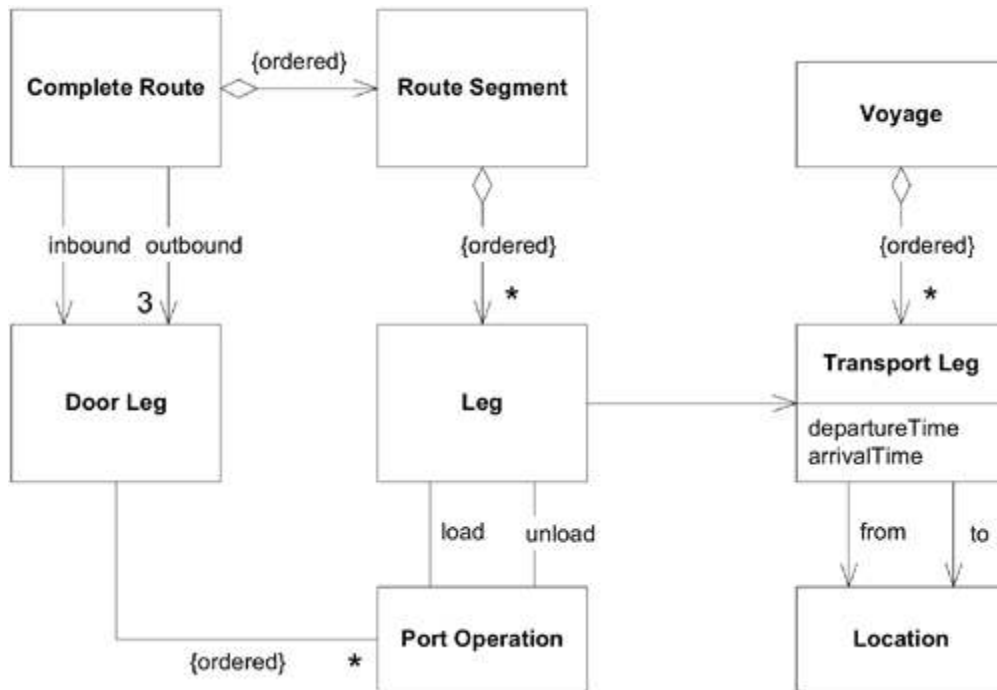 {ordered}
Complete Route
Route Segment
Voyage
inbound
outbound
{ordered}
*
{ordered}
*
3
Door Leg
Leg
Transport Leg
departureTime
arrivalTime
load
unload
from
to
Port Operation
Location
{ordered}
*